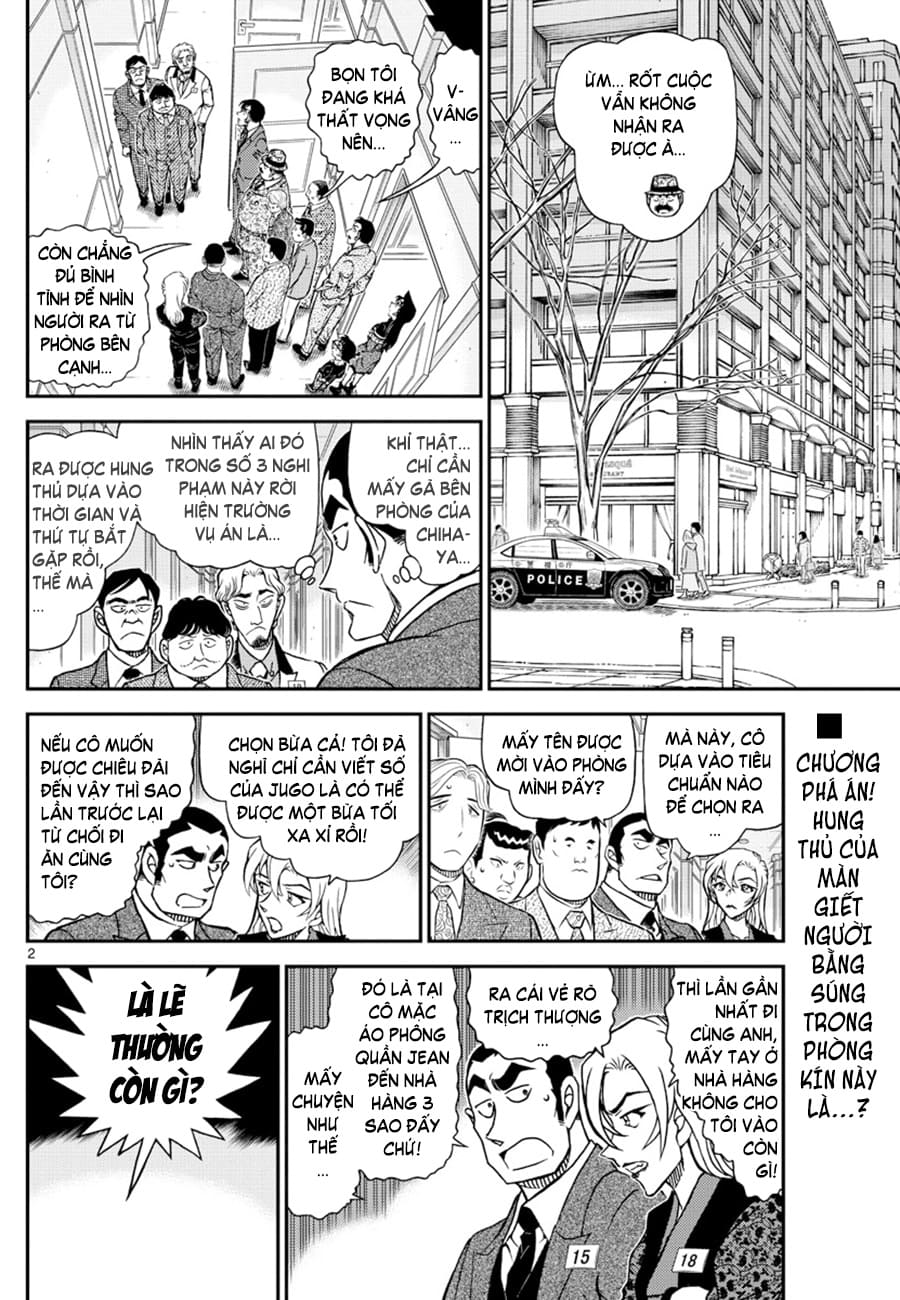 ỪM... RỐT CUỘC
VẪN KHÔNG
NHẬN RA
ĐƯỢC À...
POLICE
V-
VÂNG
...
BỌN TÔI
ĐANG KHÁ
THẤT VỌNG
NÊN...
CÒN CHẲNG
ĐỦ BÌNH
TĨNH ĐỂ NHÌN
NGƯỜI RA TỪ
PHÒNG BÊN
CẠNH...
KHỈ THẬT...
CHỈ CẦN
MẤY GÃ BÊN
PHÒNG CỦA
CHIHA-
YA...
NHÌN THẤY AI ĐÓ
TRONG SỐ 3 NGHI
PHẠM NÀY RỜI
HIỆN TRƯỜNG
VỤ ÁN LÀ...
RA ĐƯỢC HUNG
THỦ DỰA VÀO
THỜI GIAN VÀ
THỨ TỰ BẮT
GẶP RỒI,
THẾ MÀ
...
CHƯƠNG
PHÁ ÁN!
HUNG
THỦ CỦA
MÀN
GIẾT
NGƯỜI
BẰNG
SÚNG
TRONG
PHÒNG
KÍN NÀY
LÀ...?
MÀ NÀY, CÔ
DỰA VÀO TIÊU
CHUẨN NÀO
ĐỂ CHỌN RA
...
MẤY TÊN ĐƯỢC
MỜI VÀO PHÒNG
MÌNH ĐẤY?
CHỌN BỪA CẢ! TÔI ĐÃ
NGHĨ CHỈ CẦN VIẾT SỐ
CỦA JUGO LÀ CÓ THỂ
ĐƯỢC MỘT BỮA TỐI
XA XỈ RỒI!
NẾU CÔ MUỐN
ĐƯỢC CHIÊU ĐÃI
ĐẾN VẬY THÌ SAO
LẦN TRƯỚC LẠI
TỪ CHỐI ĐI
ĂN CÙNG
TÔI?
2
THÌ LẦN GẦN
NHẤT ĐI
CÙNG ANH,
MẤY TAY Ở
NHÀ HÀNG
KHÔNG CHO
TÔI VÀO
CÒN
GÌ!
RA CÁI VẺ RÕ
TRỊCH THƯỢNG
...
ĐÓ LÀ TẠI
CÔ MẶC
ÁO PHÔNG
QUẦN JEAN
ĐẾN NHÀ
HÀNG 3
SAO ĐẤY
CHỨ!
MẤY
CHUYỆN
NHƯ
THẾ
...
15
18
LÀ LẼ
THƯỜNG
CÒN GÌ?